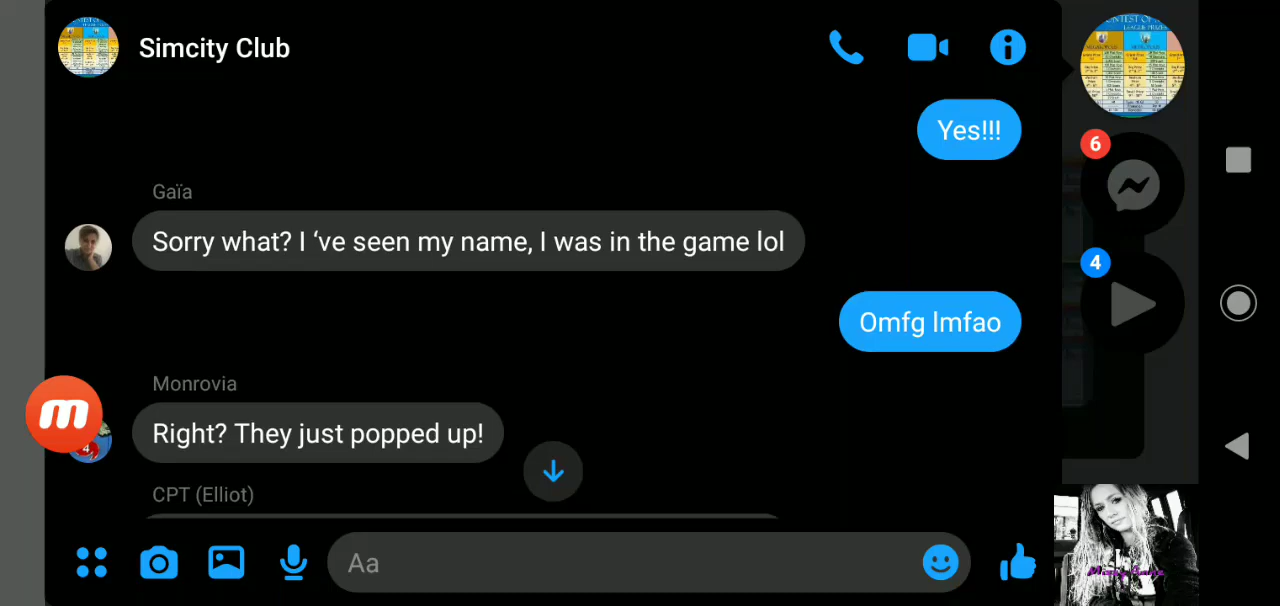 Simcity Club
Yes!!!
Gaïa
Sorry what? I ‘ve seen my name, I was in the game lol
Omfg lmfao
Monrovia
Right? They just popped up!
CPT (Elliot)
Aa
6
4
m
4